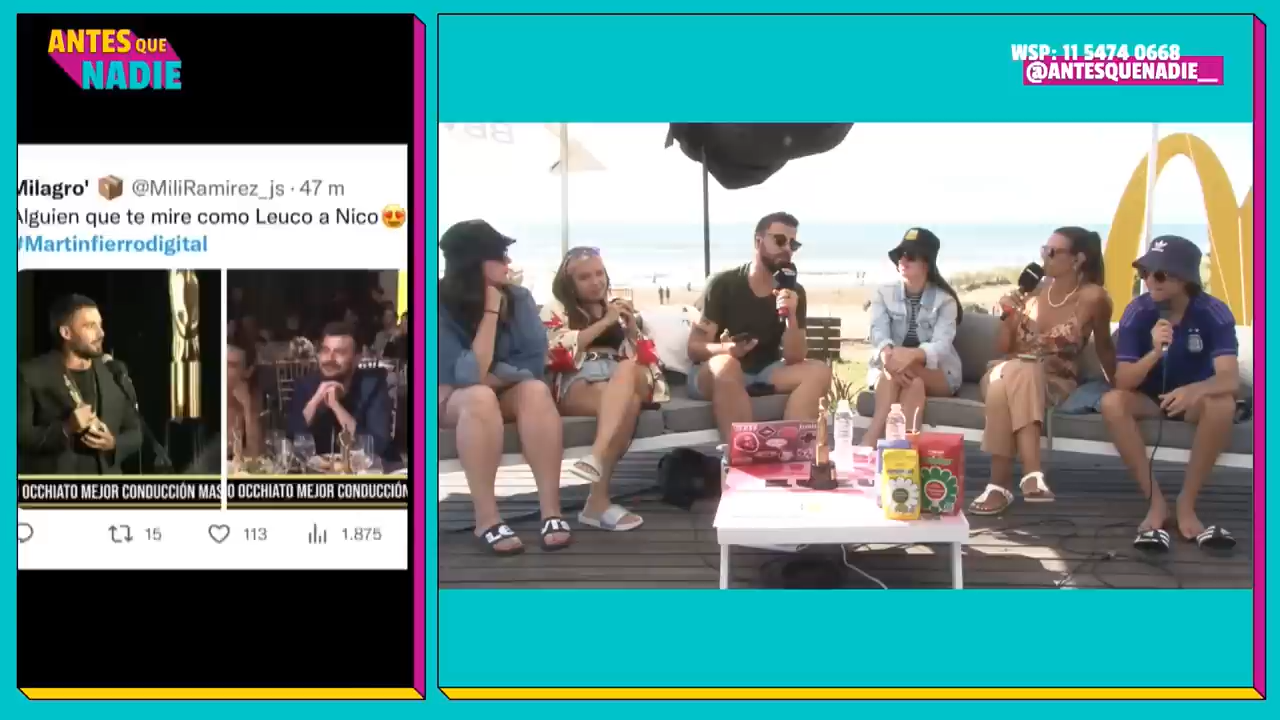 ANTES QUE
NADIE
WSP: 11 5474 0668
@ANTESQUENADIE__
Milagro' @MiliRamirez_js · 47 m
Alguien que te mire como Leuco a Nico
#Martinfierrodigital
OCCHIATO MEJOR CONDUCCIÓN MAS
O OCCHIATO MEJOR CONDUCCIÓN
15
113
1.875